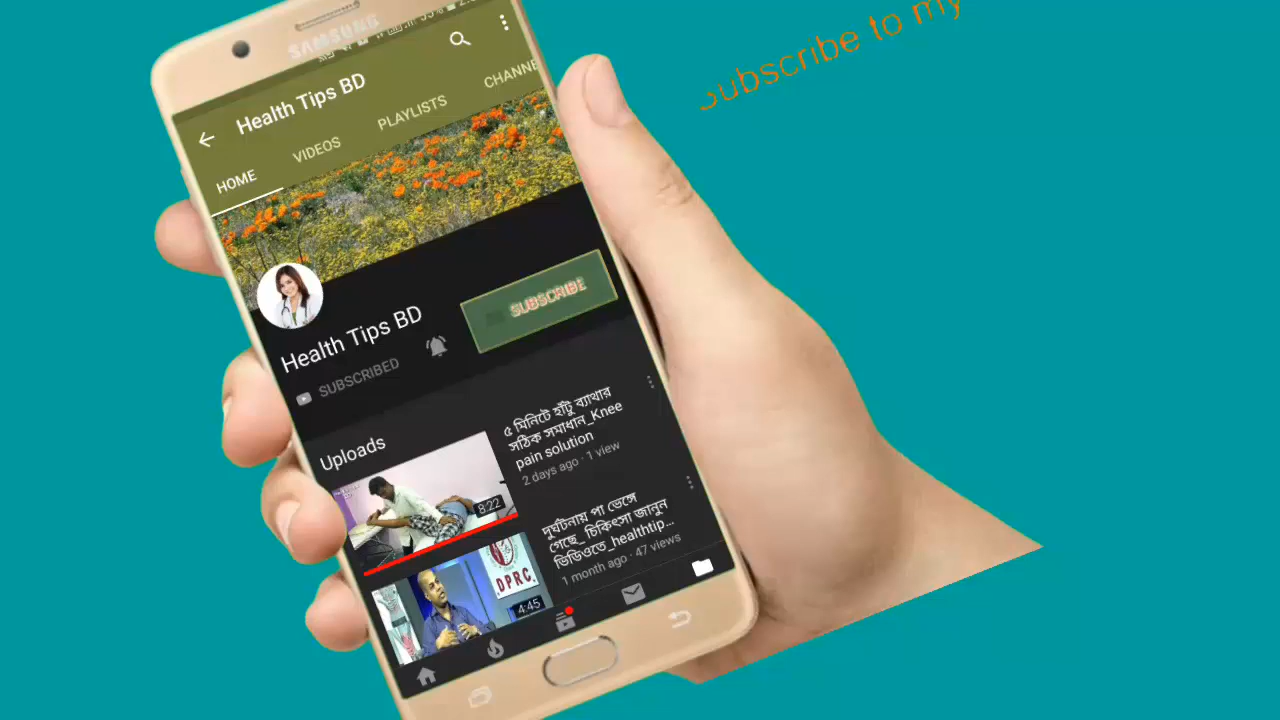 subscribe to my
SAMSUNG
Health Tips BD
HOME VIDEOS PLAYLISTS CHANNE
Health Tips BD
SUBSCRIBE
SUBSCRIBED
Uploads
৫ মিনিটে হাঁটু ব্যাথার
সঠিক সমাধান_Knee
pain solution
2 days ago · 1 view
8:22
দুর্ঘটনায় পা ভেঙ্গে
গেছে_ চিকিৎসা জানুন
ভিডিওতে_healthtip...
1 month ago · 47 views
DPRC
4:45